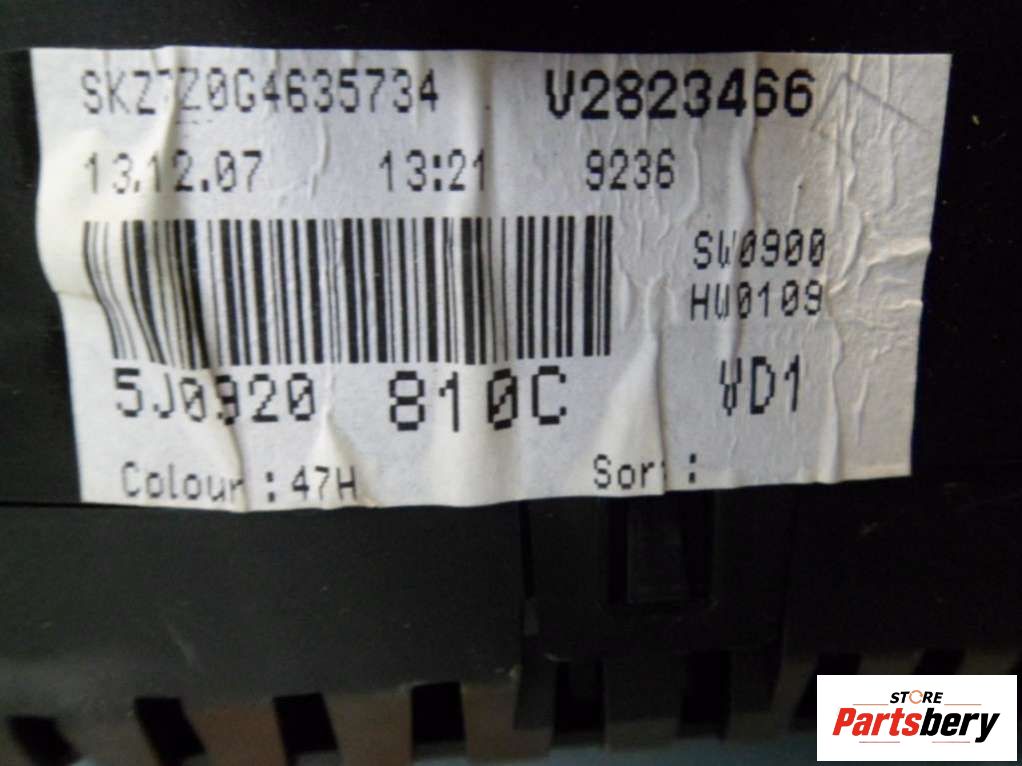 SKZ7Z0G4635734 V2823466
13.12.07 13:21 9236
SW0900
HW0109
5J0920 810C VD1
Colour : 47H Sort :
STORE
Partsbery